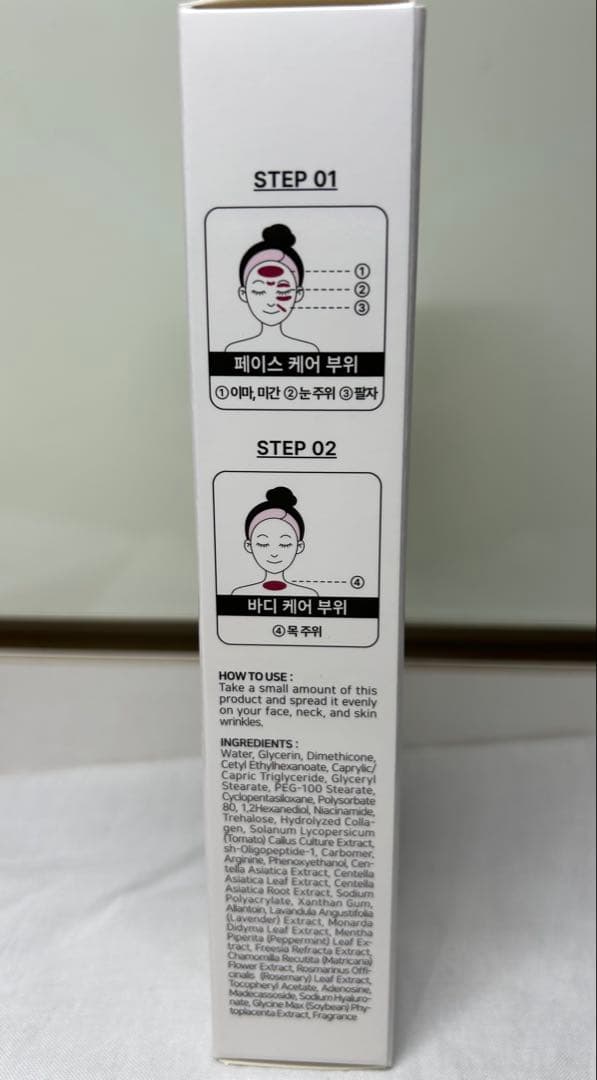 STEP 01
①
②
③
페이스 케어 부위
①이마, 미간 ②눈 주위 ③팔자
STEP 02
④
바디 케어 부위
④목 주위
HOW TO USE :
Take a small amount of this
product and spread it evenly
on your face, neck, and skin
wrinkles.
INGREDIENTS :
Water, Glycerin, Dimethicone,
Cetyl Ethylhexanoate, Caprylic/
Capric Triglyceride, Glyceryl
Stearate, PEG-100 Stearate,
Cyclopentasiloxane, Polysorbate
80, 1,2Hexanediol, Niacinamide,
Trehalose, Hydrolyzed Colla-
gen, Solanum Lycopersicum
(Tomato) Callus Culture Extract,
sh-Oligopeptide-1, Carbomer,
Arginine, Phenoxyethanol, Cen-
tella Asiatica Extract, Centella
Asiatica Leaf Extract, Centella
Asiatica Root Extract, Sodium
Polyacrylate, Xanthan Gum,
Allantoin, Lavandula Angustifolia
(Lavender) Extract, Monarda
Didyma Leaf Extract, Mentha
Piperita (Peppermint) Leaf Ex-
tract, Freesia Refracta Extract,
Chamomilla Recutita (Matricaria)
Flower Extract, Rosmarinus Offi-
cinalis (Rosemary) Leaf Extract,
Tocopheryl Acetate, Adenosine,
Madecassoside, Sodium Hyaluro-
nate, Glycine Max (Soybean) Phy-
toplacenta Extract, Fragrance